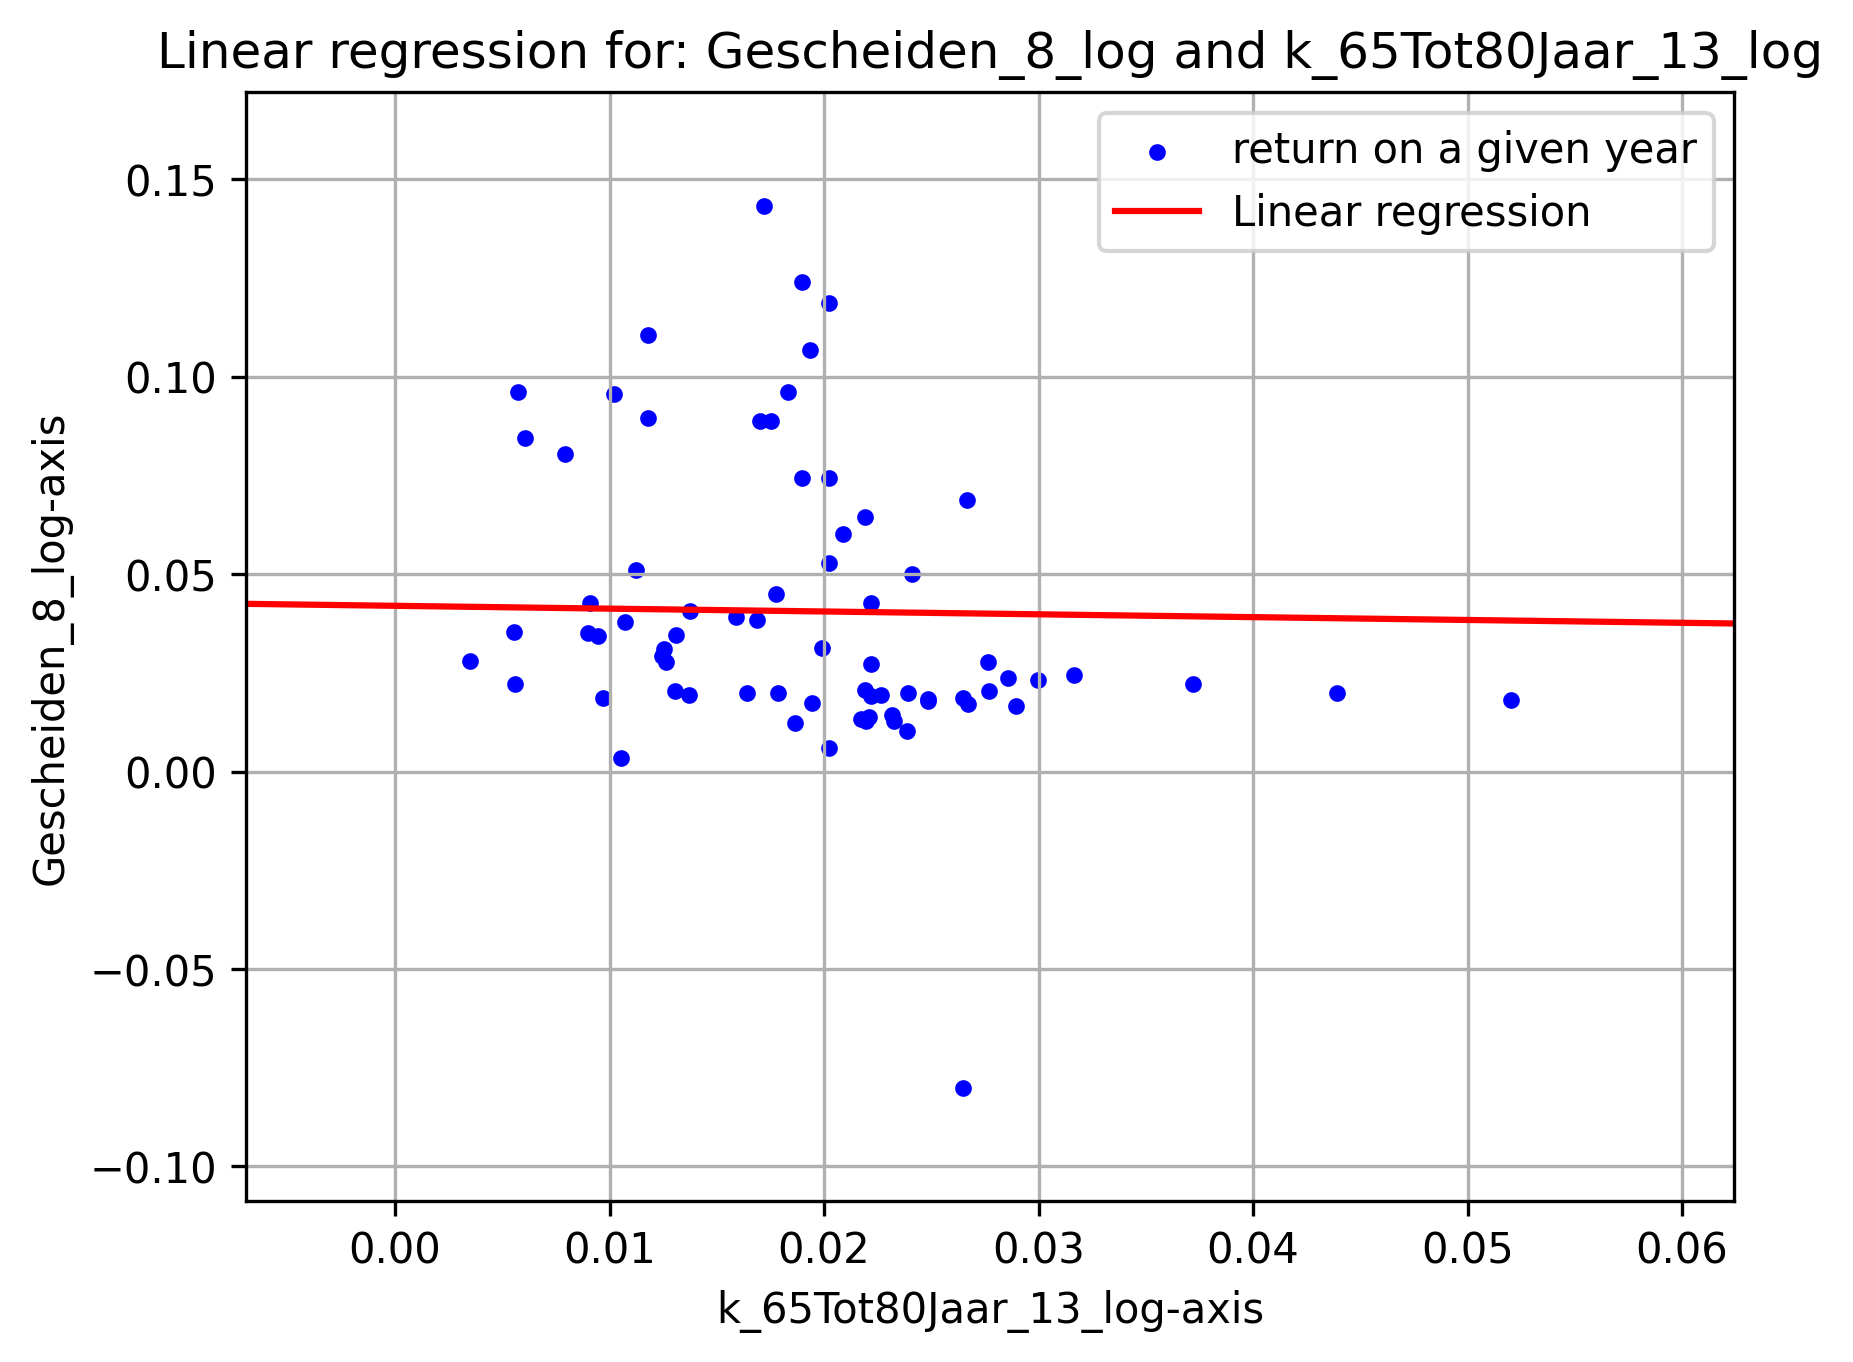 Linear regression for: Gescheiden_8_log and k_65Tot80Jaar_13_log
return on a given year
Linear regression
Gescheiden_8_log-axis
0.15
0.10
0.05
0.00
−0.05
−0.10
0.00 0.01 0.02 0.03 0.04 0.05 0.06
k_65Tot80Jaar_13_log-axis